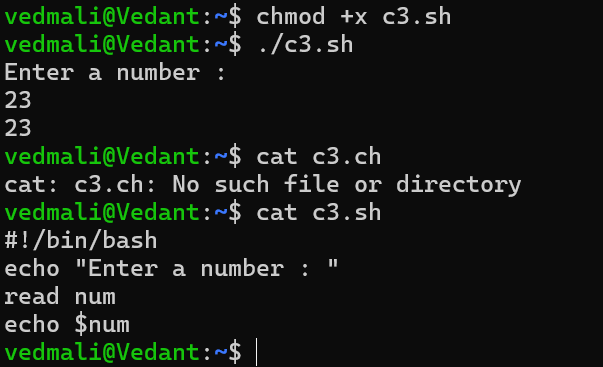 vedmali@Vedant:~$ chmod +x c3.sh
vedmali@Vedant:~$ ./c3.sh
Enter a number :
23
23
vedmali@Vedant:~$ cat c3.ch
cat: c3.ch: No such file or directory
vedmali@Vedant:~$ cat c3.sh
#!/bin/bash
echo "Enter a number : "
read num
echo $num
vedmali@Vedant:~$